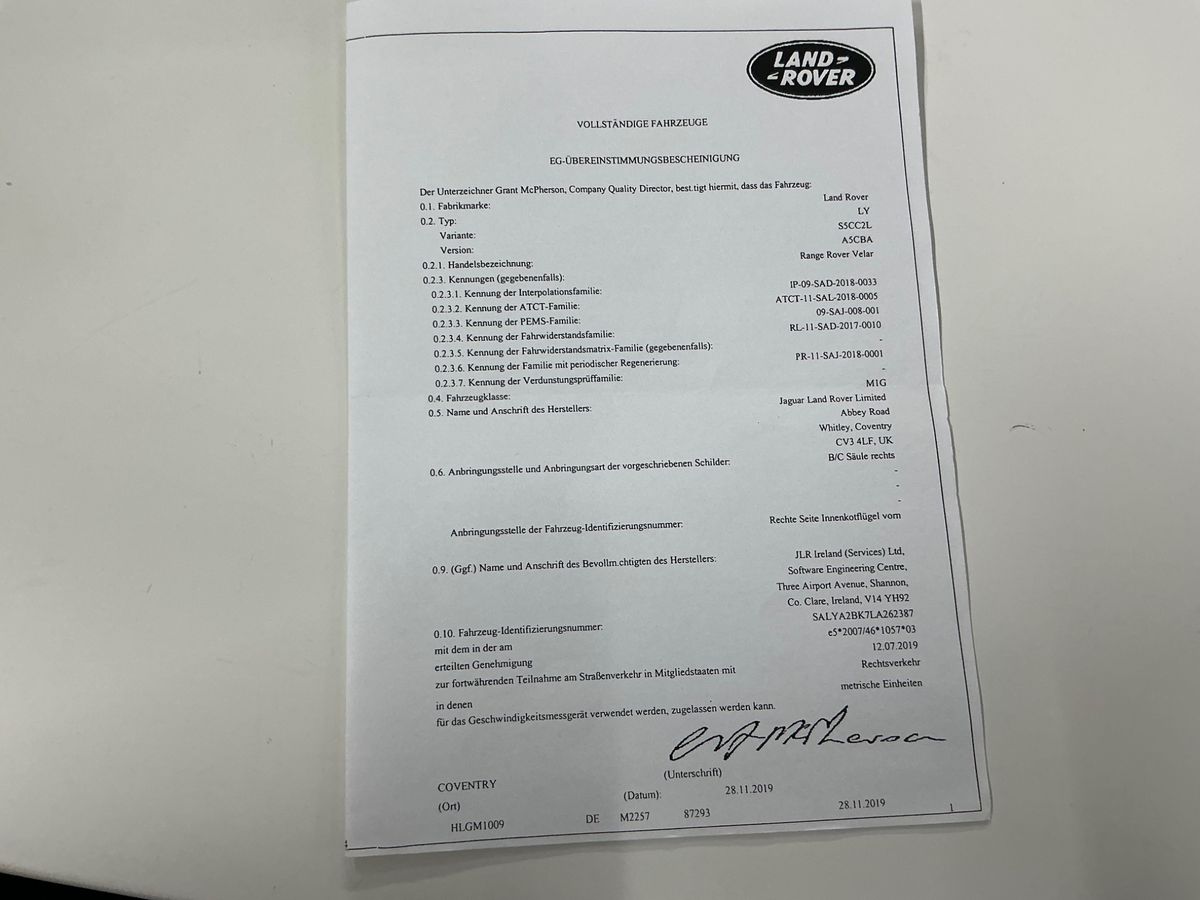 LAND
ROVER
VOLLSTÄNDIGE FAHRZEUGE
EG-ÜBEREINSTIMMUNGSBESCHEINIGUNG
Der Unterzeichner Grant McPherson, Company Quality Director, best.tigt hiermit, dass das Fahrzeug:
0.1. Fabrikmarke: Land Rover
0.2. Typ: LY
Variante: S5CC2L
Version: A5CBA
0.2.1. Handelsbezeichnung: Range Rover Velar
0.2.3. Kennungen (gegebenenfalls):
0.2.3.1. Kennung der Interpolationsfamilie: IP-09-SAD-2018-0033
0.2.3.2. Kennung der ATCT-Familie: ATCT-11-SAL-2018-0005
0.2.3.3. Kennung der PEMS-Familie: 09-SAJ-008-001
0.2.3.4. Kennung der Fahrwiderstandsfamilie: RL-11-SAD-2017-0010
0.2.3.5. Kennung der Fahrwiderstandsmatrix-Familie (gegebenenfalls): -
0.2.3.6. Kennung der Familie mit periodischer Regenerierung: PR-11-SAJ-2018-0001
0.2.3.7. Kennung der Verdunstungsprüffamilie: -
0.4. Fahrzeugklasse: M1G
0.5. Name und Anschrift des Herstellers: Jaguar Land Rover Limited
Abbey Road
Whitley, Coventry
CV3 4LF, UK
0.6. Anbringungsstelle und Anbringungsart der vorgeschriebenen Schilder: B/C Säule rechts
-
-
-
Anbringungsstelle der Fahrzeug-Identifizierungsnummer: Rechte Seite Innenkotflügel vorn
0.9. (Ggf.) Name und Anschrift des Bevollm.chtigten des Herstellers: JLR Ireland (Services) Ltd,
Software Engineering Centre,
Three Airport Avenue, Shannon,
Co. Clare, Ireland, V14 YH92
0.10. Fahrzeug-Identifizierungsnummer: SALYA2BK7LA262387
mit dem in der am e5*2007/46*1057*03
erteilten Genehmigung 12.07.2019
zur fortwährenden Teilnahme am Straßenverkehr in Mitgliedstaaten mit Rechtsverkehr
in denen metrische Einheiten
für das Geschwindigkeitsmessgerät verwendet werden, zugelassen werden kann.
COVENTRY (Unterschrift)
(Ort) (Datum): 28.11.2019
HLGM1009 DE M2257 87293 28.11.2019 1